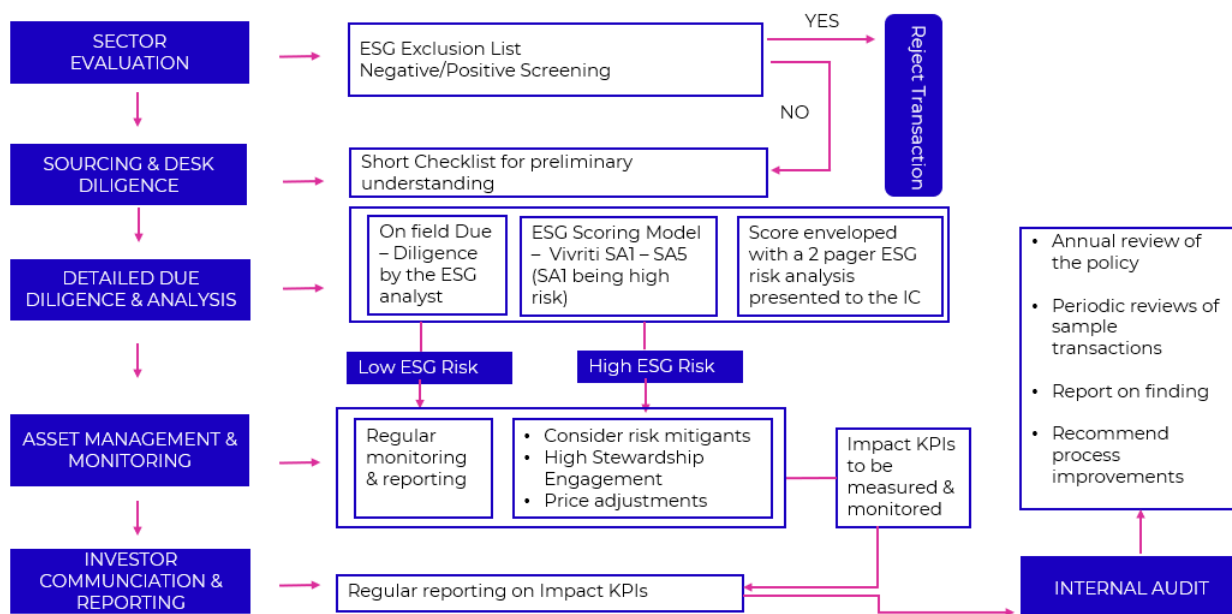 SECTOR
EVALUATION
ESG Exclusion List
Negative/Positive Screening
YES
NO
Reject Transaction
SOURCING & DESK
DILIGENCE
Short Checklist for preliminary
understanding
DETAILED DUE
DILIGENCE & ANALYSIS
On field Due
– Diligence
by the ESG
analyst
ESG Scoring Model
– Vivriti SA1 – SA5
(SA1 being high
risk)
Score enveloped
with a 2 pager ESG
risk analysis
presented to the IC
Low ESG Risk
High ESG Risk
ASSET MANAGEMENT &
MONITORING
Regular
monitoring
& reporting
• Consider risk mitigants
• High Stewardship
Engagement
• Price adjustments
Impact KPIs
to be
measured &
monitored
INVESTOR
COMMUNCIATION &
REPORTING
Regular reporting on Impact KPIs
• Annual review of
the policy
• Periodic reviews of
sample
transactions
• Report on finding
• Recommend
process
improvements
INTERNAL AUDIT